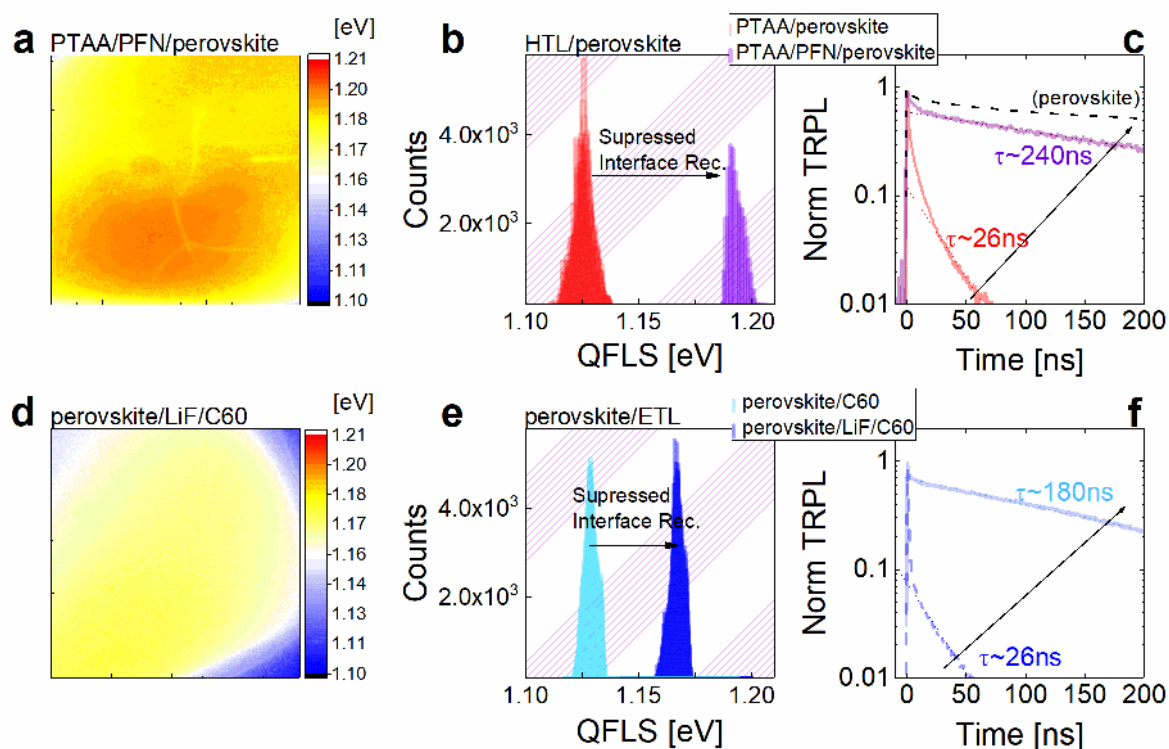 a
PTAA/PFN/perovskite
[eV]
1.21
1.20
1.19
1.18
1.17
1.16
1.15
1.14
1.13
1.12
1.11
1.10
b
HTL/perovskite
PTAA/perovskite
PTAA/PFN/perovskite
Counts
4.0x10³
2.0x10³
Supressed
Interface Rec.
1.10
1.15
1.20
QFLS [eV]
c
Norm TRPL
1
0.1
0.01
(perovskite)
τ~240ns
τ~26ns
0
50
100
150
200
Time [ns]
d
perovskite/LiF/C60
[eV]
1.21
1.20
1.19
1.18
1.17
1.16
1.15
1.14
1.13
1.12
1.11
1.10
e
perovskite/ETL
perovskite/C60
perovskite/LiF/C60
Counts
4.0x10³
2.0x10³
Supressed
Interface Rec.
1.10
1.15
1.20
QFLS [eV]
f
Norm TRPL
1
0.1
0.01
τ~180ns
τ~26ns
0
50
100
150
200
Time [ns]